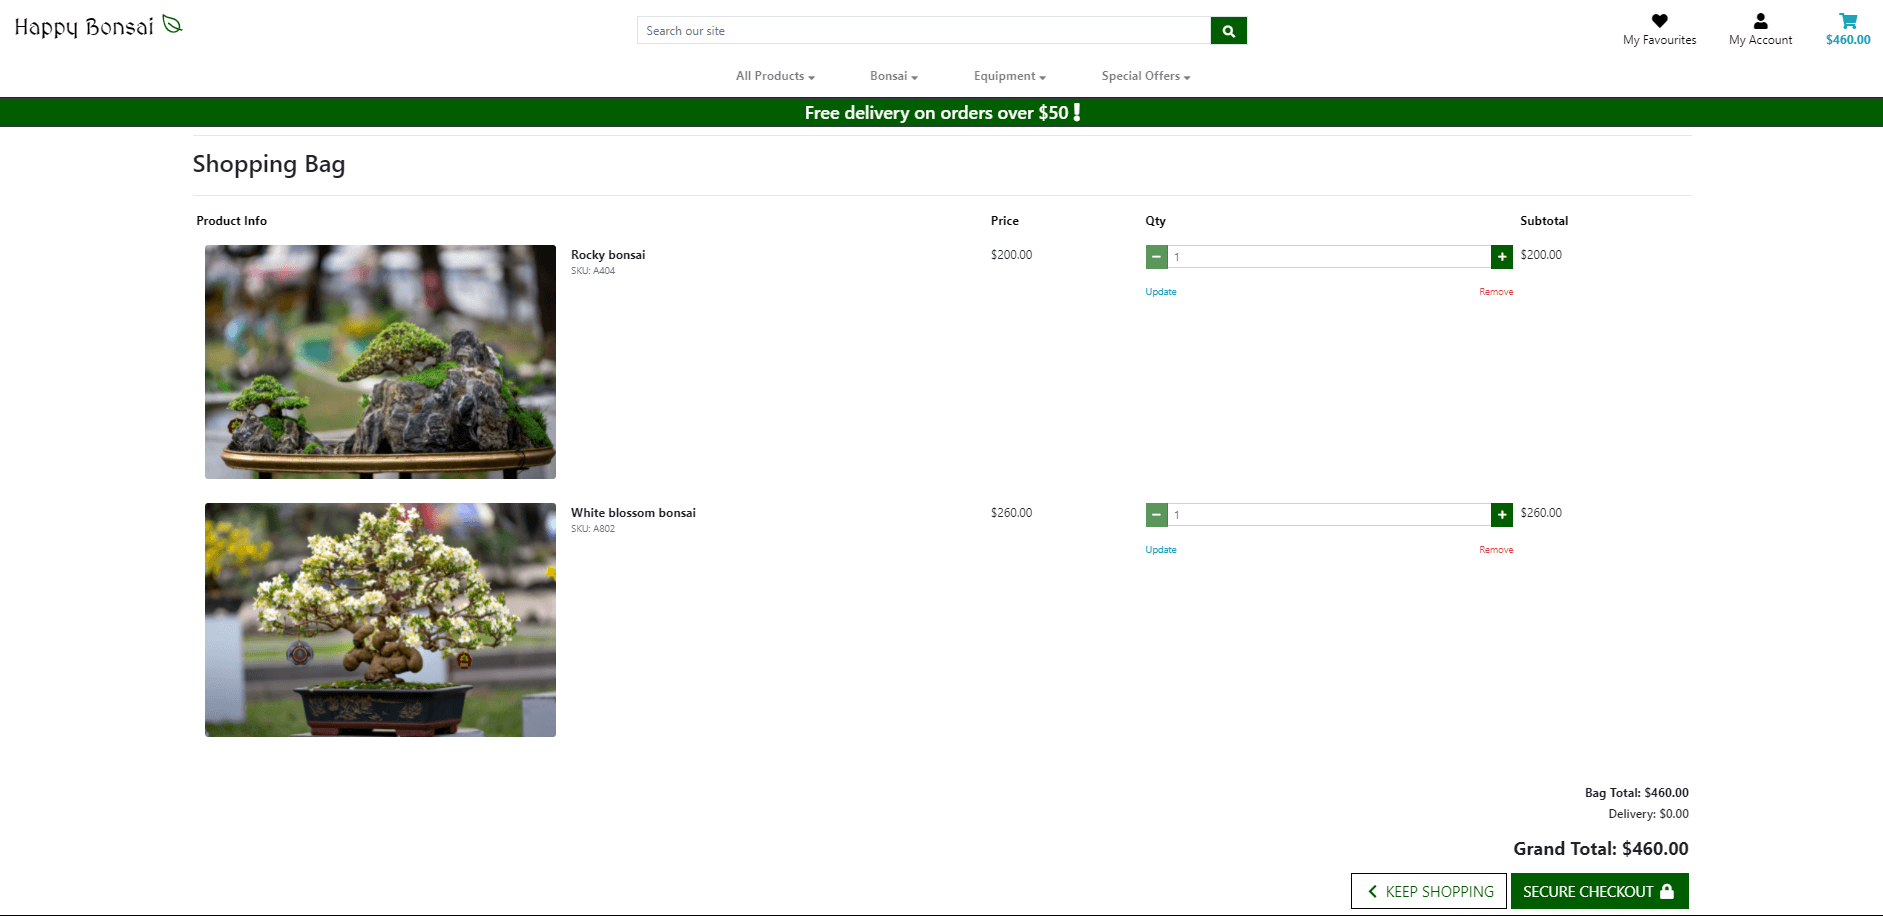 Happy Bonsai
Search our site
My Favourites
My Account
$460.00
All Products
Bonsai
Equipment
Special Offers
Free delivery on orders over $50!
Shopping Bag
Product Info Price Qty Subtotal
Rocky bonsai $200.00 1 $200.00
SKU: A404
Update Remove
White blossom bonsai $260.00 1 $260.00
SKU: A802
Update Remove
Bag Total: $460.00
Delivery: $0.00
Grand Total: $460.00
KEEP SHOPPING SECURE CHECKOUT